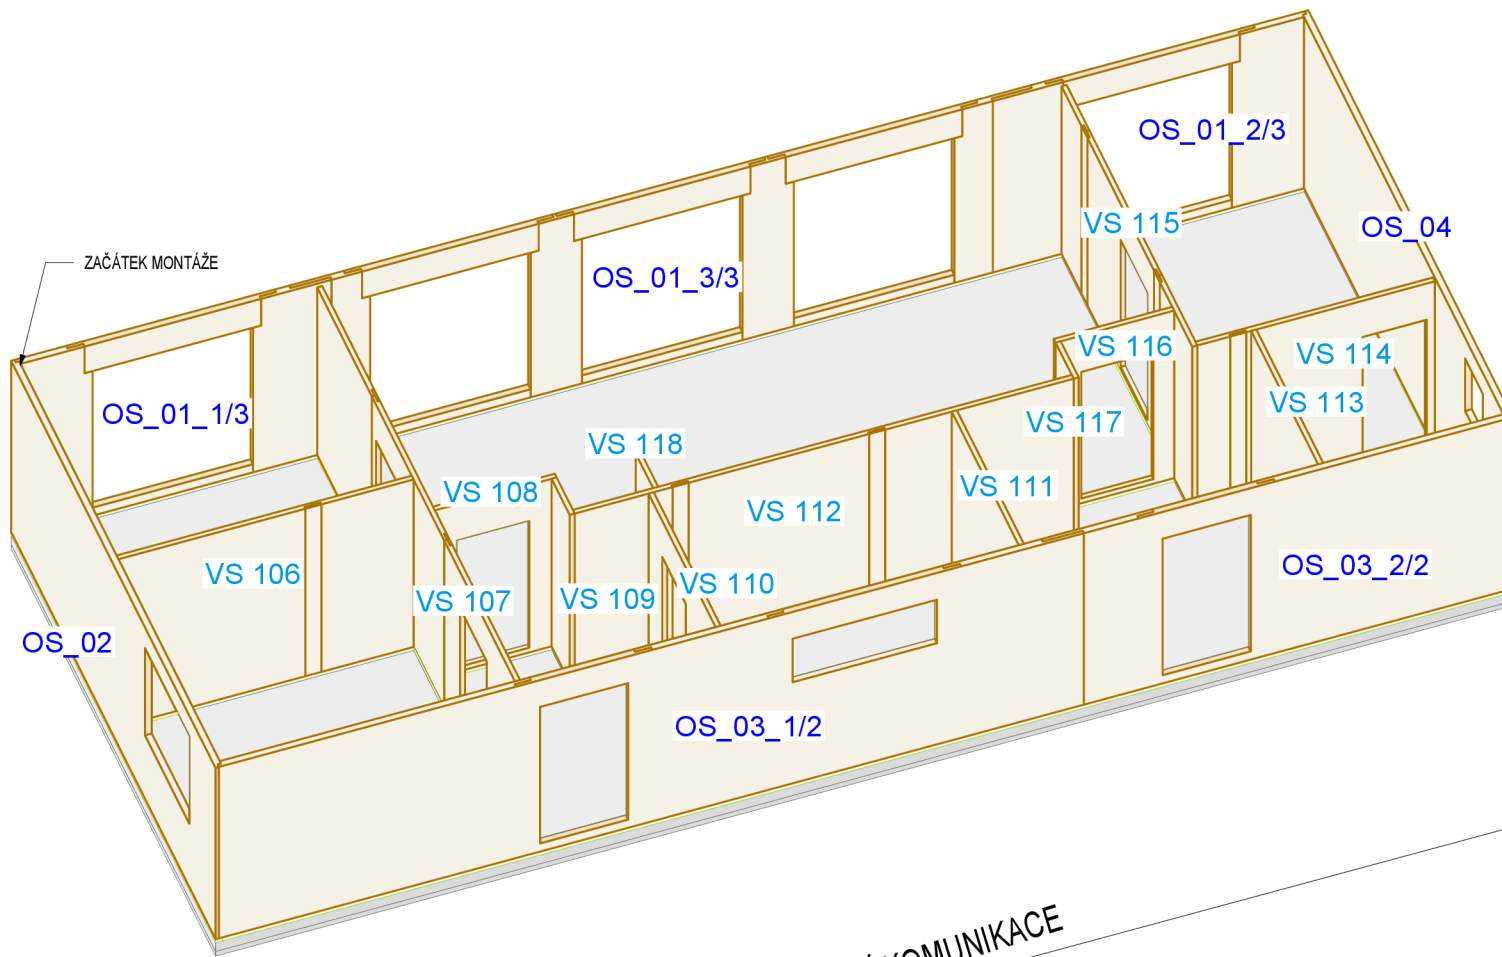 OS_01_2/3
VS 115
OS_04
ZAČÁTEK MONTÁŽE
OS_01_3/3
VS 116
VS 114
OS_01_1/3
VS 113
VS 117
VS 118
VS 108
VS 111
VS 112
VS 106
OS_03_2/2
VS 110
VS 107
VS 109
OS_02
OS_03_1/2
KOMUNIKACE